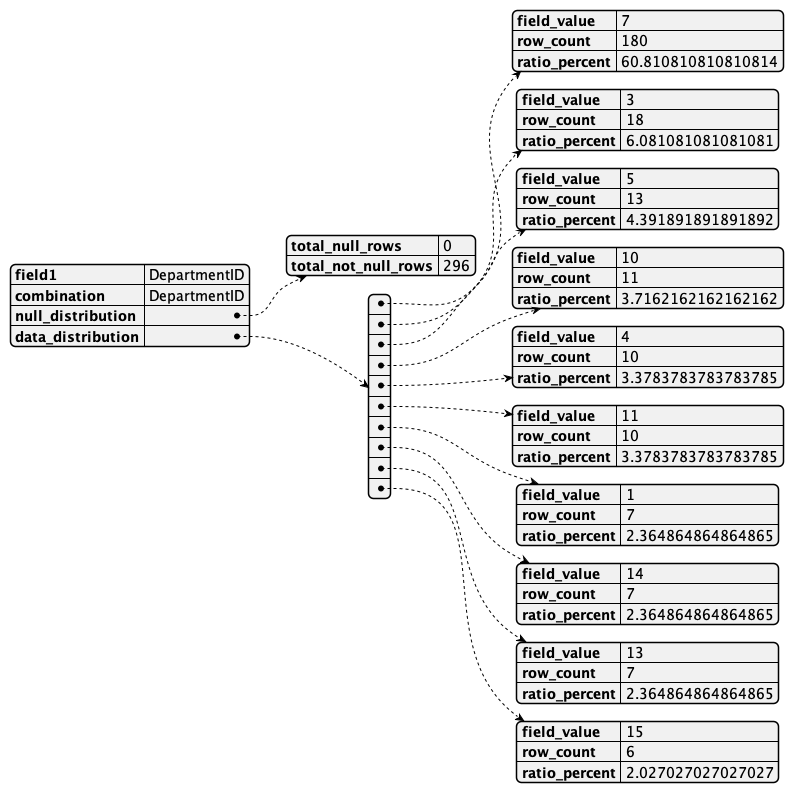 field1 DepartmentID
combination DepartmentID
null_distribution
data_distribution
total_null_rows 0
total_not_null_rows 296
field_value 7
row_count 180
ratio_percent 60.810810810810814
field_value 3
row_count 18
ratio_percent 6.081081081081081
field_value 5
row_count 13
ratio_percent 4.391891891891892
field_value 10
row_count 11
ratio_percent 3.7162162162162162
field_value 4
row_count 10
ratio_percent 3.3783783783783785
field_value 11
row_count 10
ratio_percent 3.3783783783783785
field_value 1
row_count 7
ratio_percent 2.364864864864865
field_value 14
row_count 7
ratio_percent 2.364864864864865
field_value 13
row_count 7
ratio_percent 2.364864864864865
field_value 15
row_count 6
ratio_percent 2.027027027027027